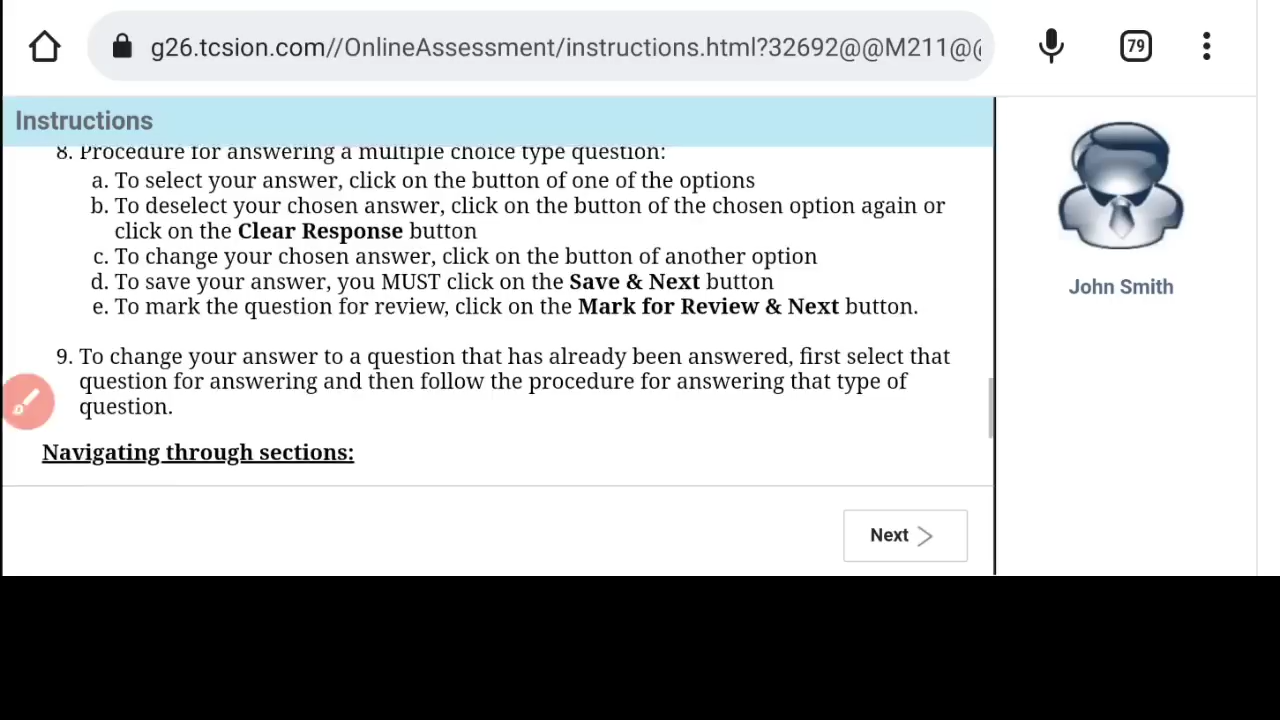 g26.tcsion.com//OnlineAssessment/instructions.html?32692@@M211@@
79
Instructions
8. Procedure for answering a multiple choice type question:
a. To select your answer, click on the button of one of the options
b. To deselect your chosen answer, click on the button of the chosen option again or
click on the Clear Response button
c. To change your chosen answer, click on the button of another option
d. To save your answer, you MUST click on the Save & Next button
e. To mark the question for review, click on the Mark for Review & Next button.
9. To change your answer to a question that has already been answered, first select that
question for answering and then follow the procedure for answering that type of
question.
Navigating through sections:
Next
John Smith